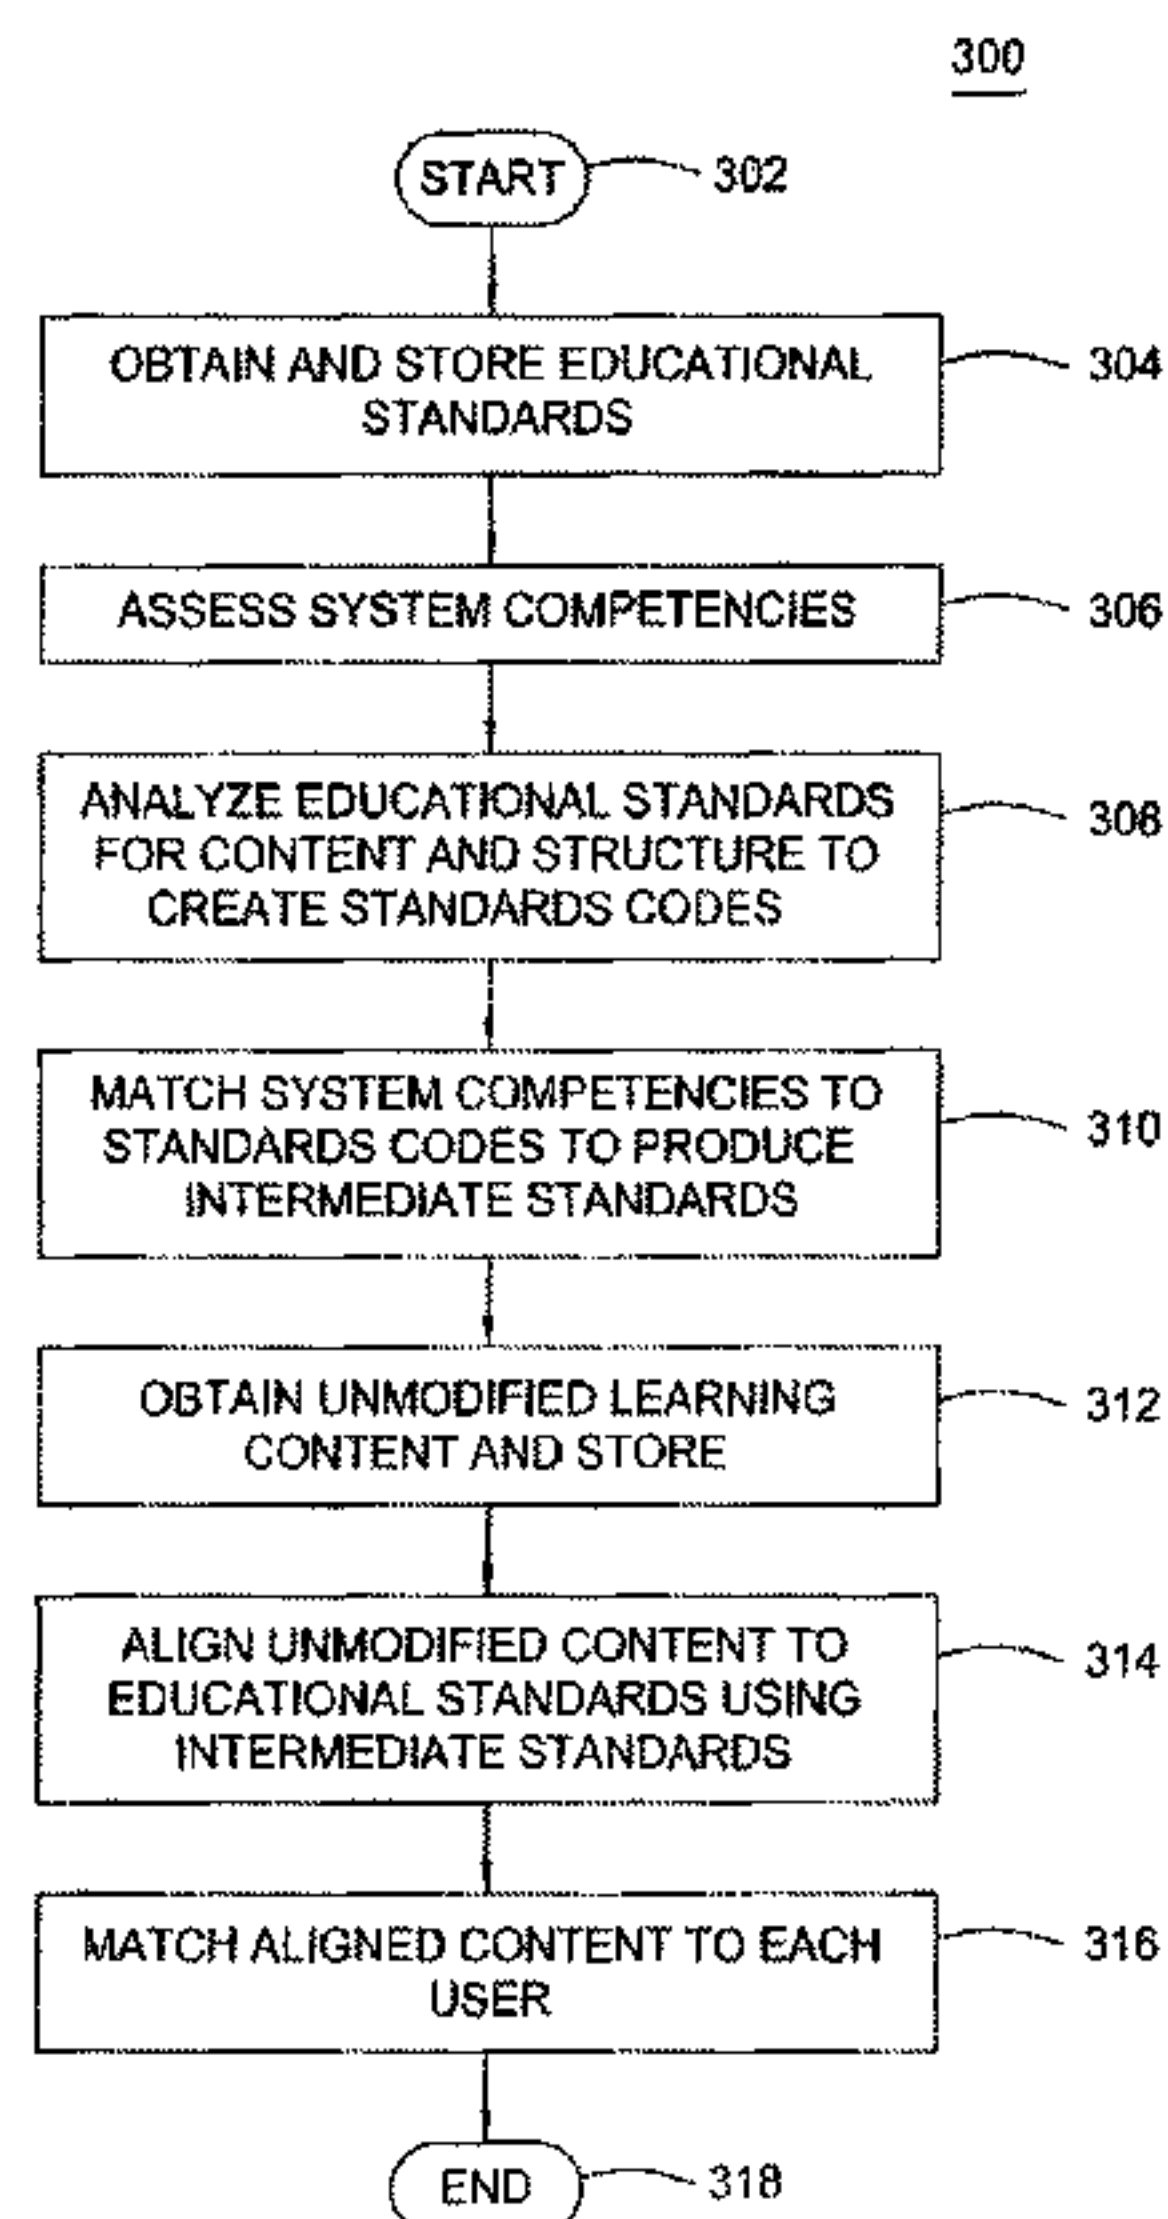 300
START
302
OBTAIN AND STORE EDUCATIONAL
STANDARDS
304
ASSESS SYSTEM COMPETENCIES
306
ANALYZE EDUCATIONAL STANDARDS
FOR CONTENT AND STRUCTURE TO
CREATE STANDARDS CODES
308
MATCH SYSTEM COMPETENCIES TO
STANDARDS CODES TO PRODUCE
INTERMEDIATE STANDARDS
310
OBTAIN UNMODIFIED LEARNING
CONTENT AND STORE
312
ALIGN UNMODIFIED CONTENT TO
EDUCATIONAL STANDARDS USING
INTERMEDIATE STANDARDS
314
MATCH ALIGNED CONTENT TO EACH
USER
316
END
318